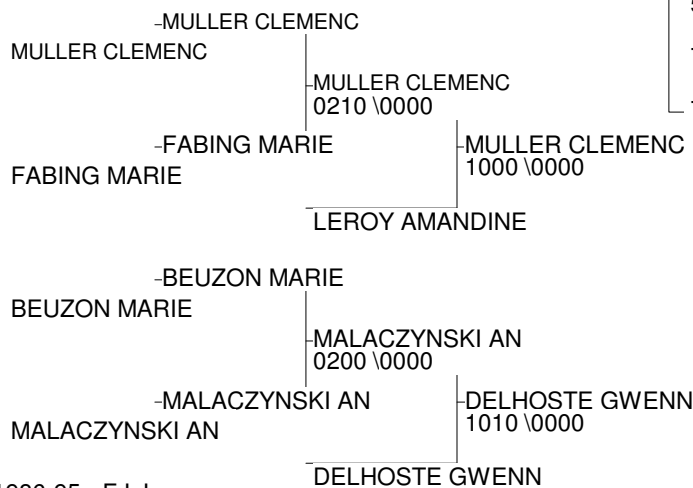 MULLER CLEMENC
MULLER CLEMENC
MULLER CLEMENC
0210 \0000
FABING MARIE
MULLER CLEMENC
1000 \0000
FABING MARIE
LEROY AMANDINE
BEUZON MARIE
BEUZON MARIE
MALACZYNSKI AN
0200 \0000
MALACZYNSKI AN
DELHOSTE GWENN
1010 \0000
MALACZYNSKI AN
DELHOSTE GWENN